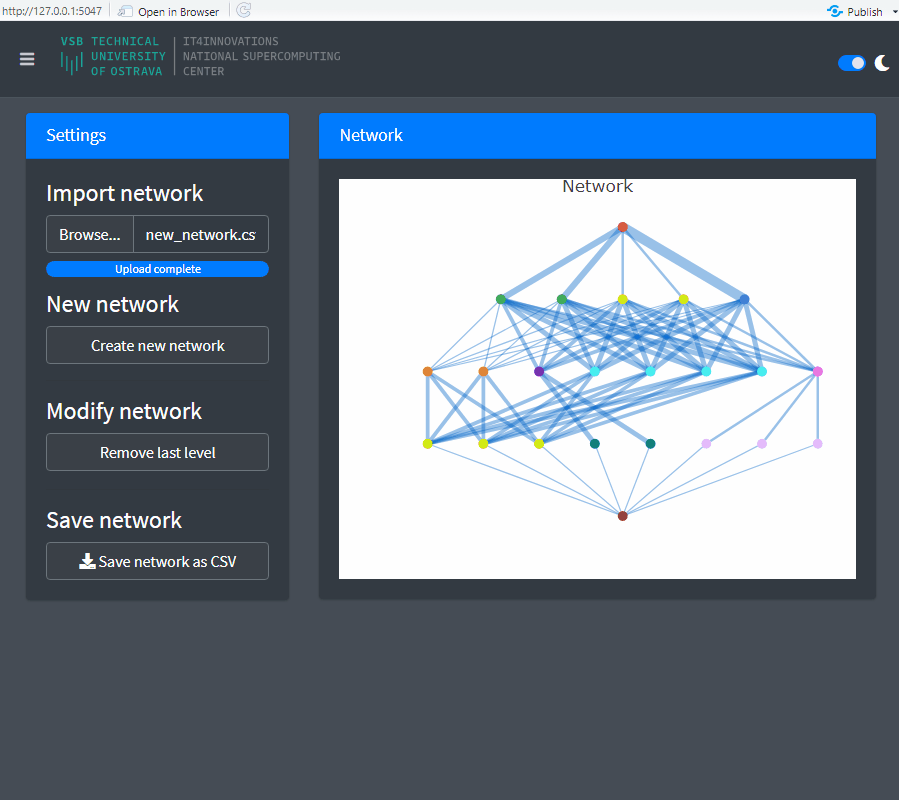 http://127.0.0.1:5047
Open in Browser
Publish
VSB TECHNICAL
UNIVERSITY
OF OSTRAVA
IT4INNOVATIONS
NATIONAL SUPERCOMPUTING
CENTER
Settings
Network
Import network
Browse...
new_network.cs
Upload complete
New network
Create new network
Modify network
Remove last level
Save network
Save network as CSV
Network